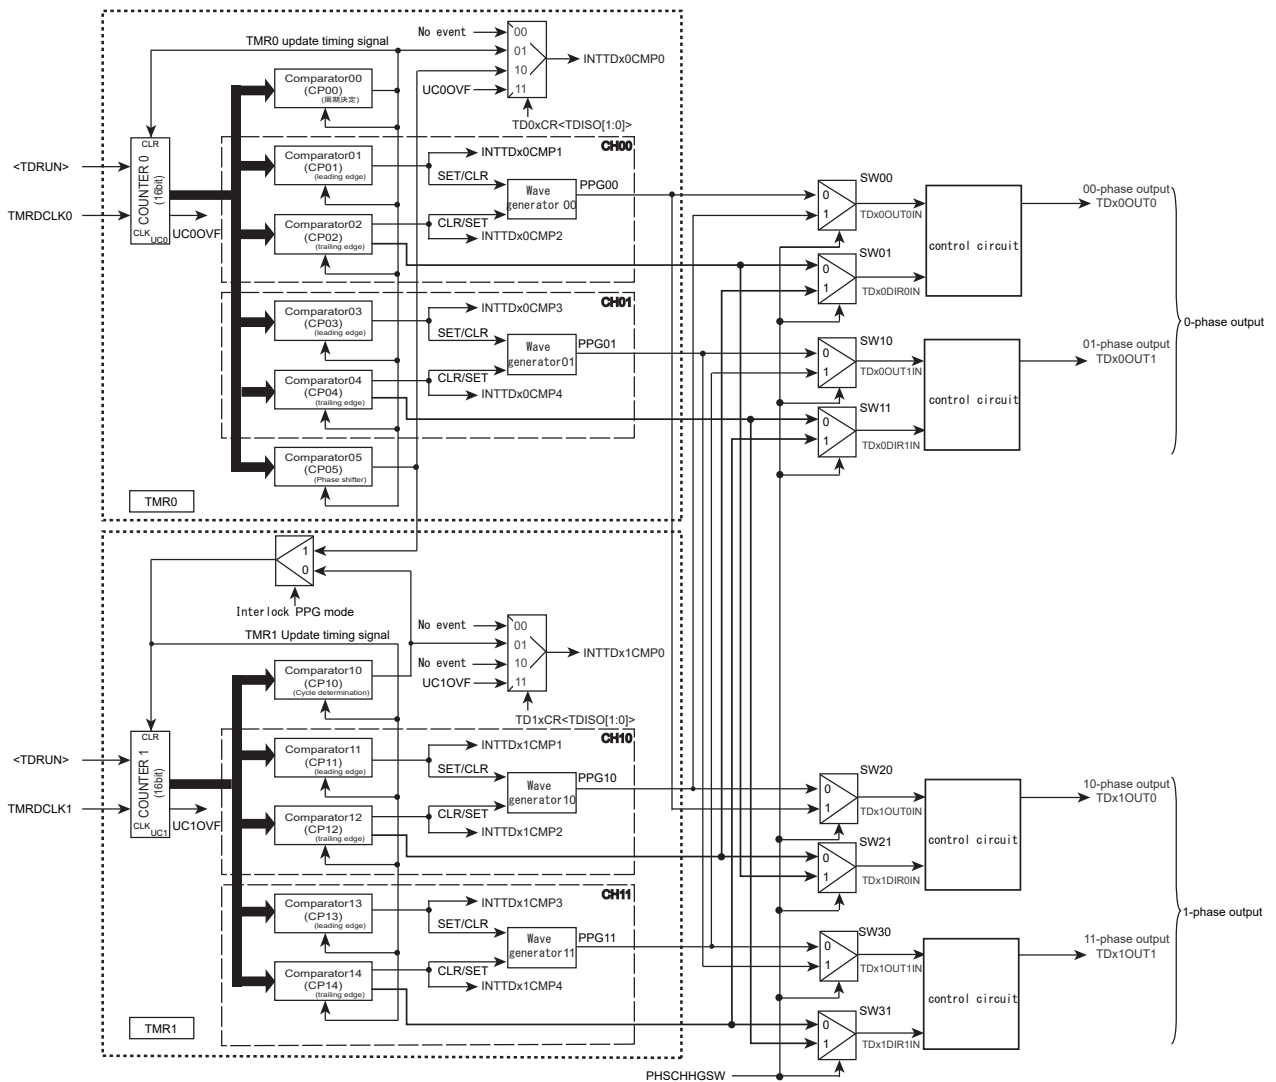 No event
00
TMR0 update timing signal
01
INTTDx0CMP0
10
UC0OVF
11
TD0xCR<TDISO[1:0]>
Comparator00
(CP00)
(周期決定)
CH00
<TDRUN>
TMRDCLK0
CLR
COUNTER 0
(16bit)
CLK
UC0
UC0OVF
Comparator01
(CP01)
(leading edge)
INTTDx0CMP1
SET/CLR
Wave
generator 00
PPG00
Comparator02
(CP02)
(trailing edge)
CLR/SET
INTTDx0CMP2
CH01
Comparator03
(CP03)
(leading edge)
INTTDx0CMP3
SET/CLR
Wave
generator01
PPG01
Comparator04
(CP04)
(trailing edge)
CLR/SET
INTTDx0CMP4
Comparator05
(CP05)
(Phase shifter)
TMR0
SW00
0
1
TDx0OUT0IN
control circuit
00-phase output
TDx0OUT0
SW01
0
1
TDx0DIR0IN
0-phase output
SW10
0
1
TDx0OUT1IN
control circuit
01-phase output
TDx0OUT1
SW11
0
1
TDx0DIR1IN
1
0
Interlock PPG mode
TMR1 Update timing signal
No event
00
01
INTTDx1CMP0
No event
10
UC1OVF
11
TD1xCR<TDISO[1:0]>
Comparator10
(CP10)
(Cycle determination)
CH10
<TDRUN>
TMRDCLK1
CLR
COUNTER 1
(16bit)
CLK
UC1
UC1OVF
Comparator11
(CP11)
(leading edge)
INTTDx1CMP1
SET/CLR
Wave
generator10
PPG10
Comparator12
(CP12)
(trailing edge)
CLR/SET
INTTDx1CMP2
CH11
Comparator13
(CP13)
(leading edge)
INTTDx1CMP3
SET/CLR
Wave
generator11
PPG11
Comparator14
(CP14)
(trailing edge)
CLR/SET
INTTDx1CMP4
TMR1
SW20
0
1
TDx1OUT0IN
control circuit
10-phase output
TDx1OUT0
SW21
0
1
TDx1DIR0IN
1-phase output
SW30
0
1
TDx1OUT1IN
control circuit
11-phase output
TDx1OUT1
SW31
0
1
TDx1DIR1IN
PHSCHHGSW